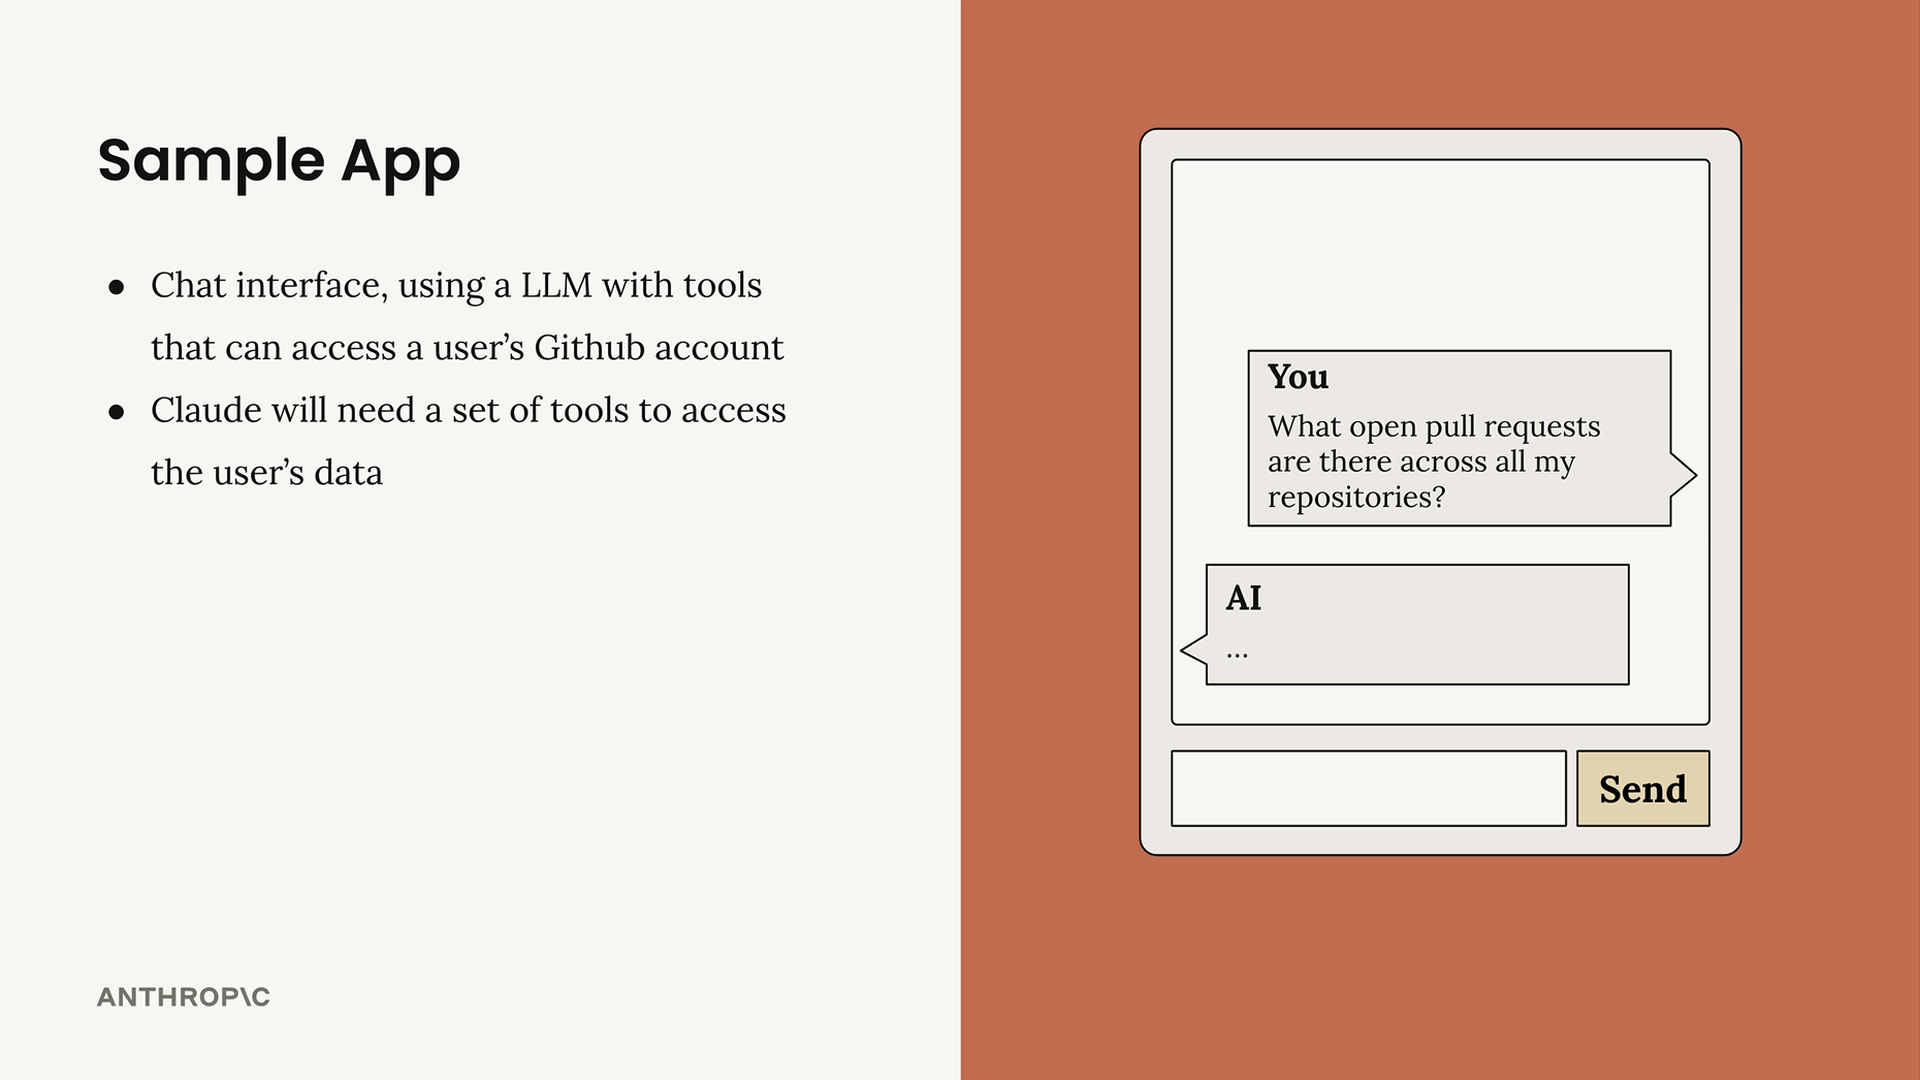 Sample App
● Chat interface, using a LLM with tools
that can access a user’s Github account
● Claude will need a set of tools to access
the user’s data
ANTHROP\C
You
What open pull requests
are there across all my
repositories?
AI
...
Send